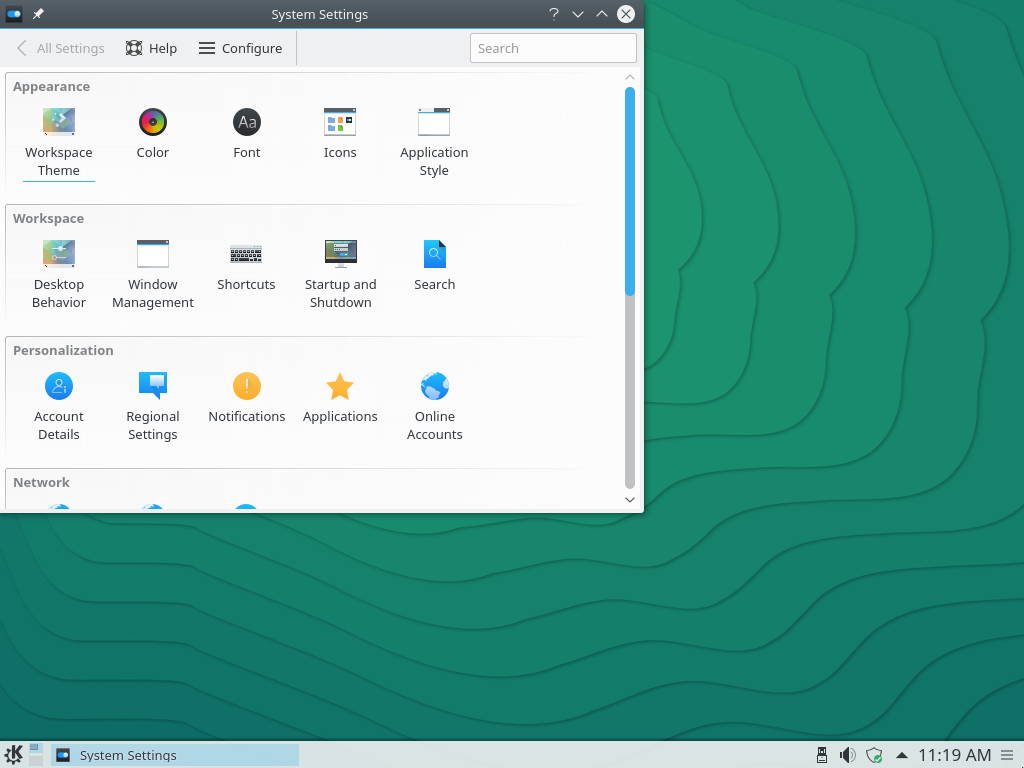 System Settings
All Settings Help Configure Search
Appearance
Aa
Workspace Color Font Icons Application
Theme Style
Workspace
Desktop Window Shortcuts Startup and Search
Behavior Management Shutdown
Personalization
Account Regional Notifications Applications Online
Details Settings Accounts
Network
System Settings 11:19 AM